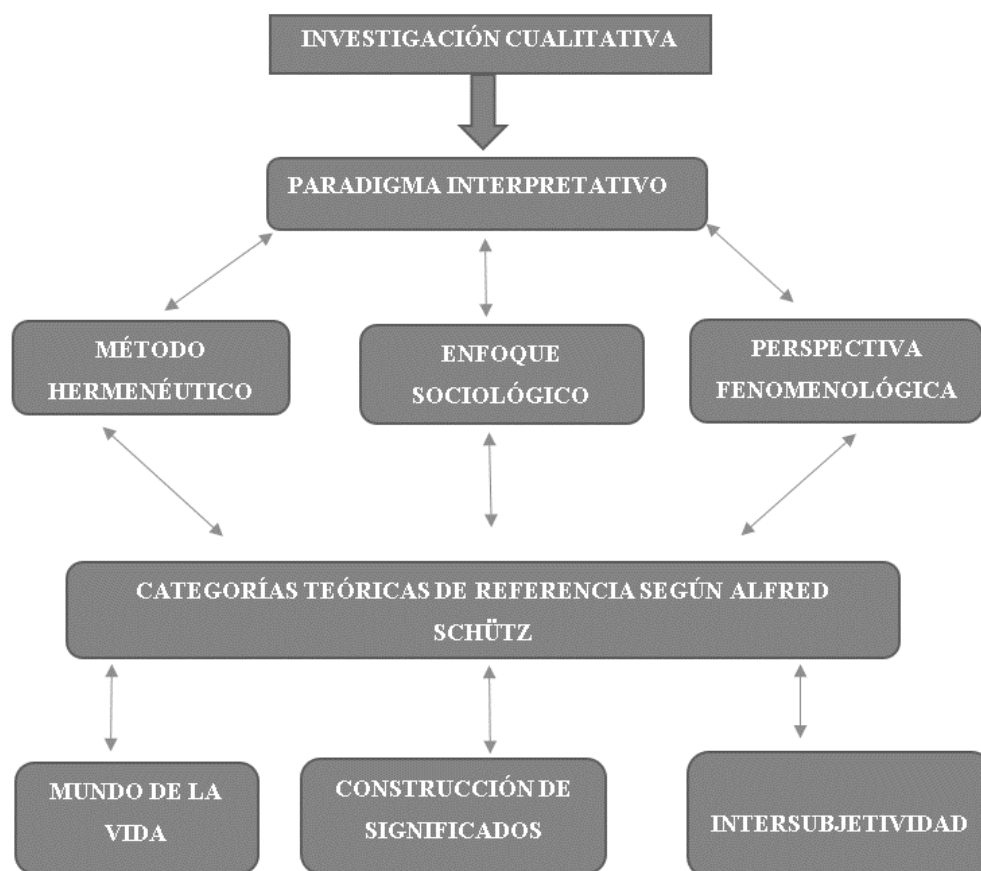 INVESTIGACIÓN CUALITATIVA
PARADIGMA INTERPRETATIVO
MÉTODO
HERMENÉUTICO
ENFOQUE
SOCIOLÓGICO
PERSPECTIVA
FENOMENOLÓGICA
CATEGORÍAS TEÓRICAS DE REFERENCIA SEGÚN ALFRED
SCHÜTZ
MUNDO DE LA
VIDA
CONSTRUCCIÓN DE
SIGNIFICADOS
INTERSUBJETIVIDAD